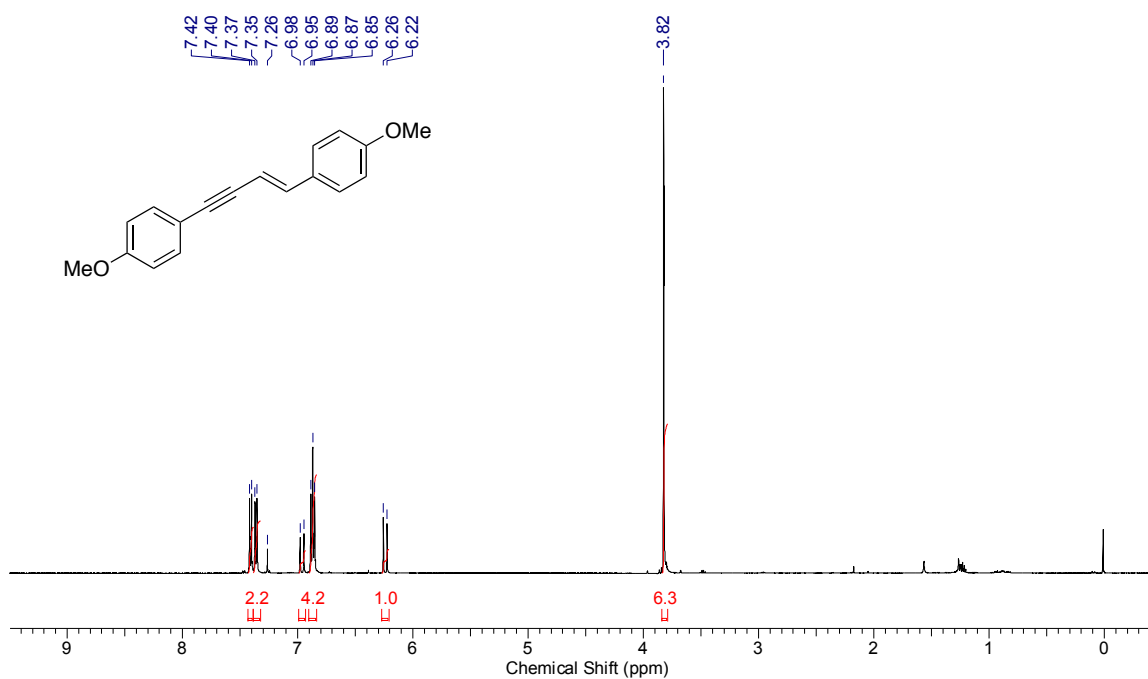 7.42 7.40 7.37 7.35 7.26 6.98 6.95 6.89 6.87 6.85 6.26 6.22 3.82
OMe
MeO
2.2 4.2 1.0 6.3
9 8 7 6 5 4 3 2 1 0
Chemical Shift (ppm)